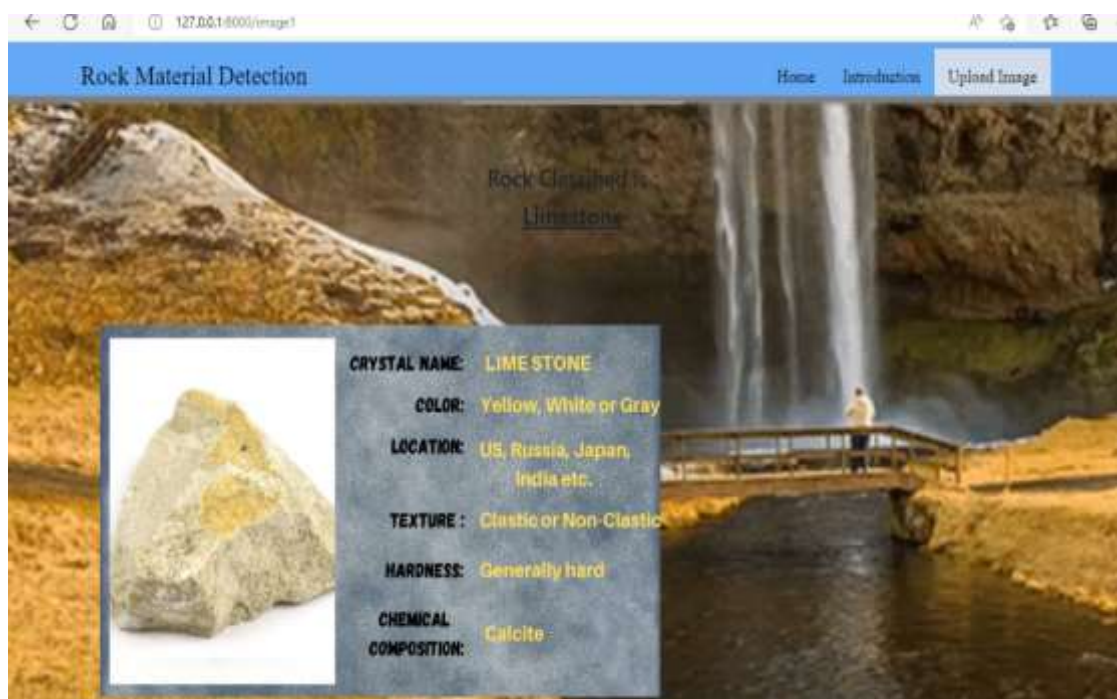 127.0.0.1:8000/image1
Rock Material Detection
Home Introduction Upload Image
Rock Classified is
Limestone
CRYSTAL NAME: LIME STONE
COLOR: Yellow, White or Gray
LOCATION: US, Russia, Japan,
India etc.
TEXTURE : Clastic or Non-Clastic
HARDNESS: Generally hard
CHEMICAL
COMPOSITION: Calcite